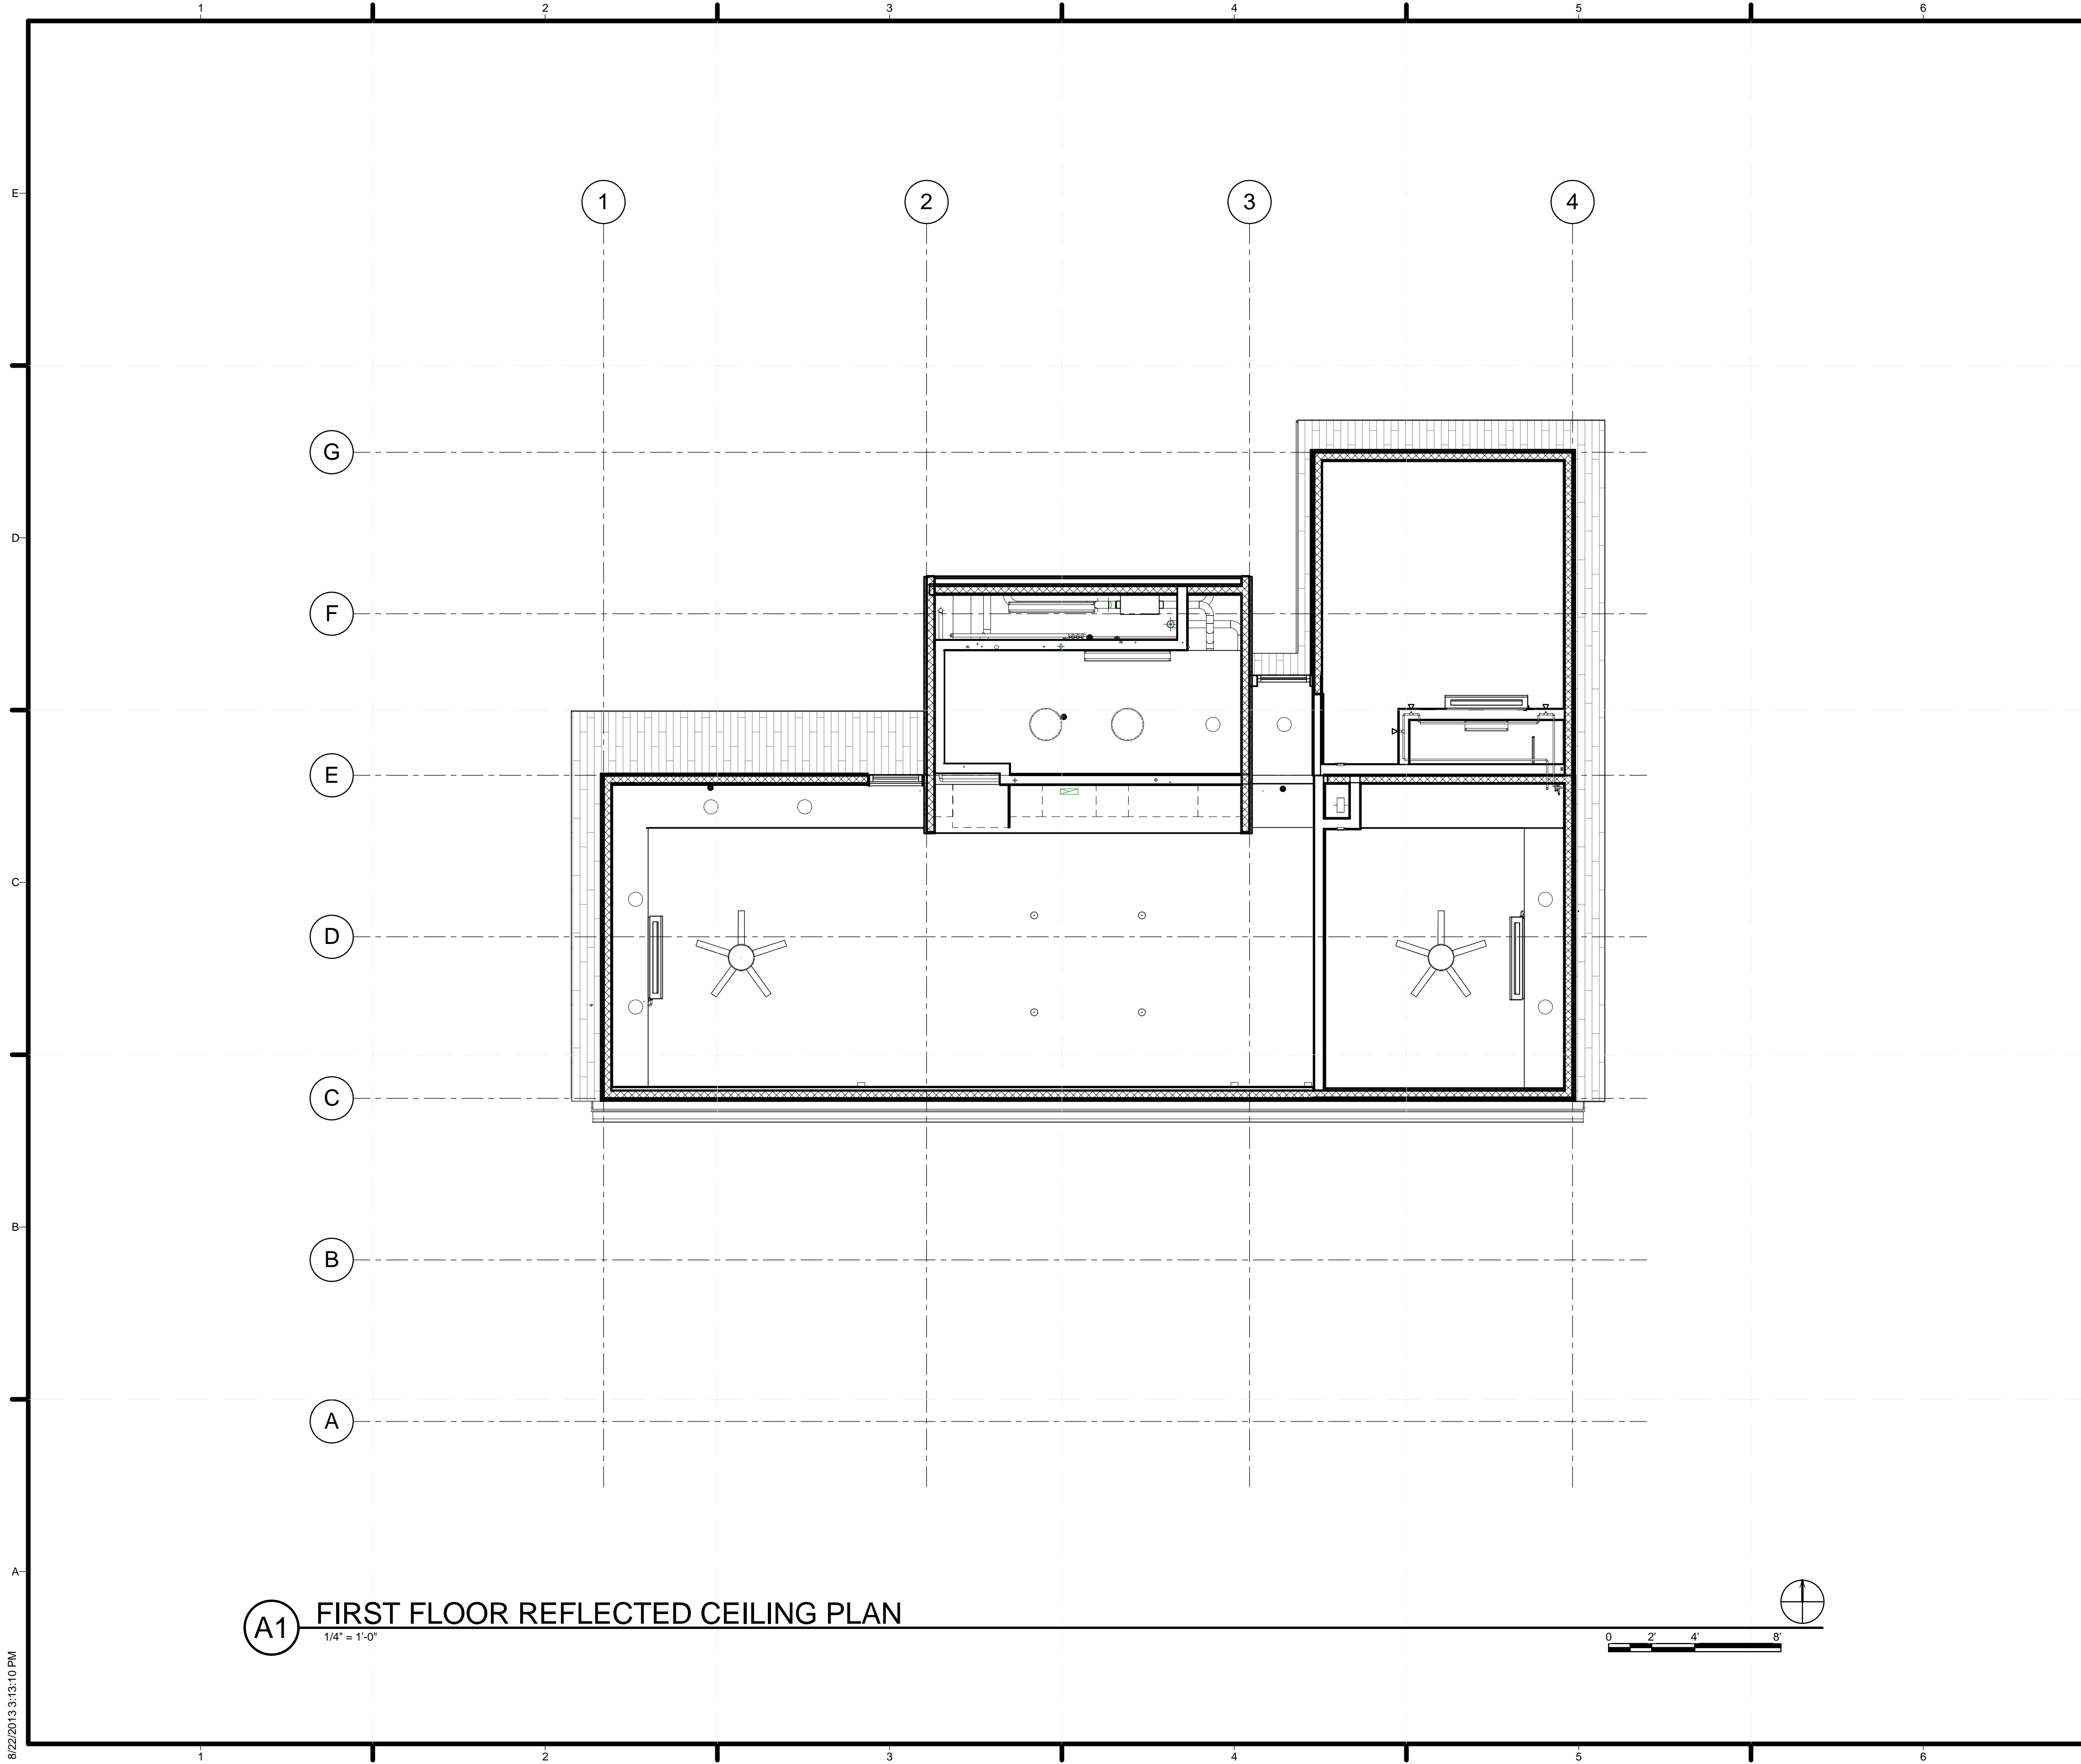 1 2 3 4 5 6
E
1 2 3 4
G
D
F
E
C
D
C
B
B
A
A
A1 FIRST FLOOR REFLECTED CEILING PLAN
1/4" = 1'-0"
0 2' 4' 8'
8/22/2013 3:13:10 PM
1 2 3 4 5 6